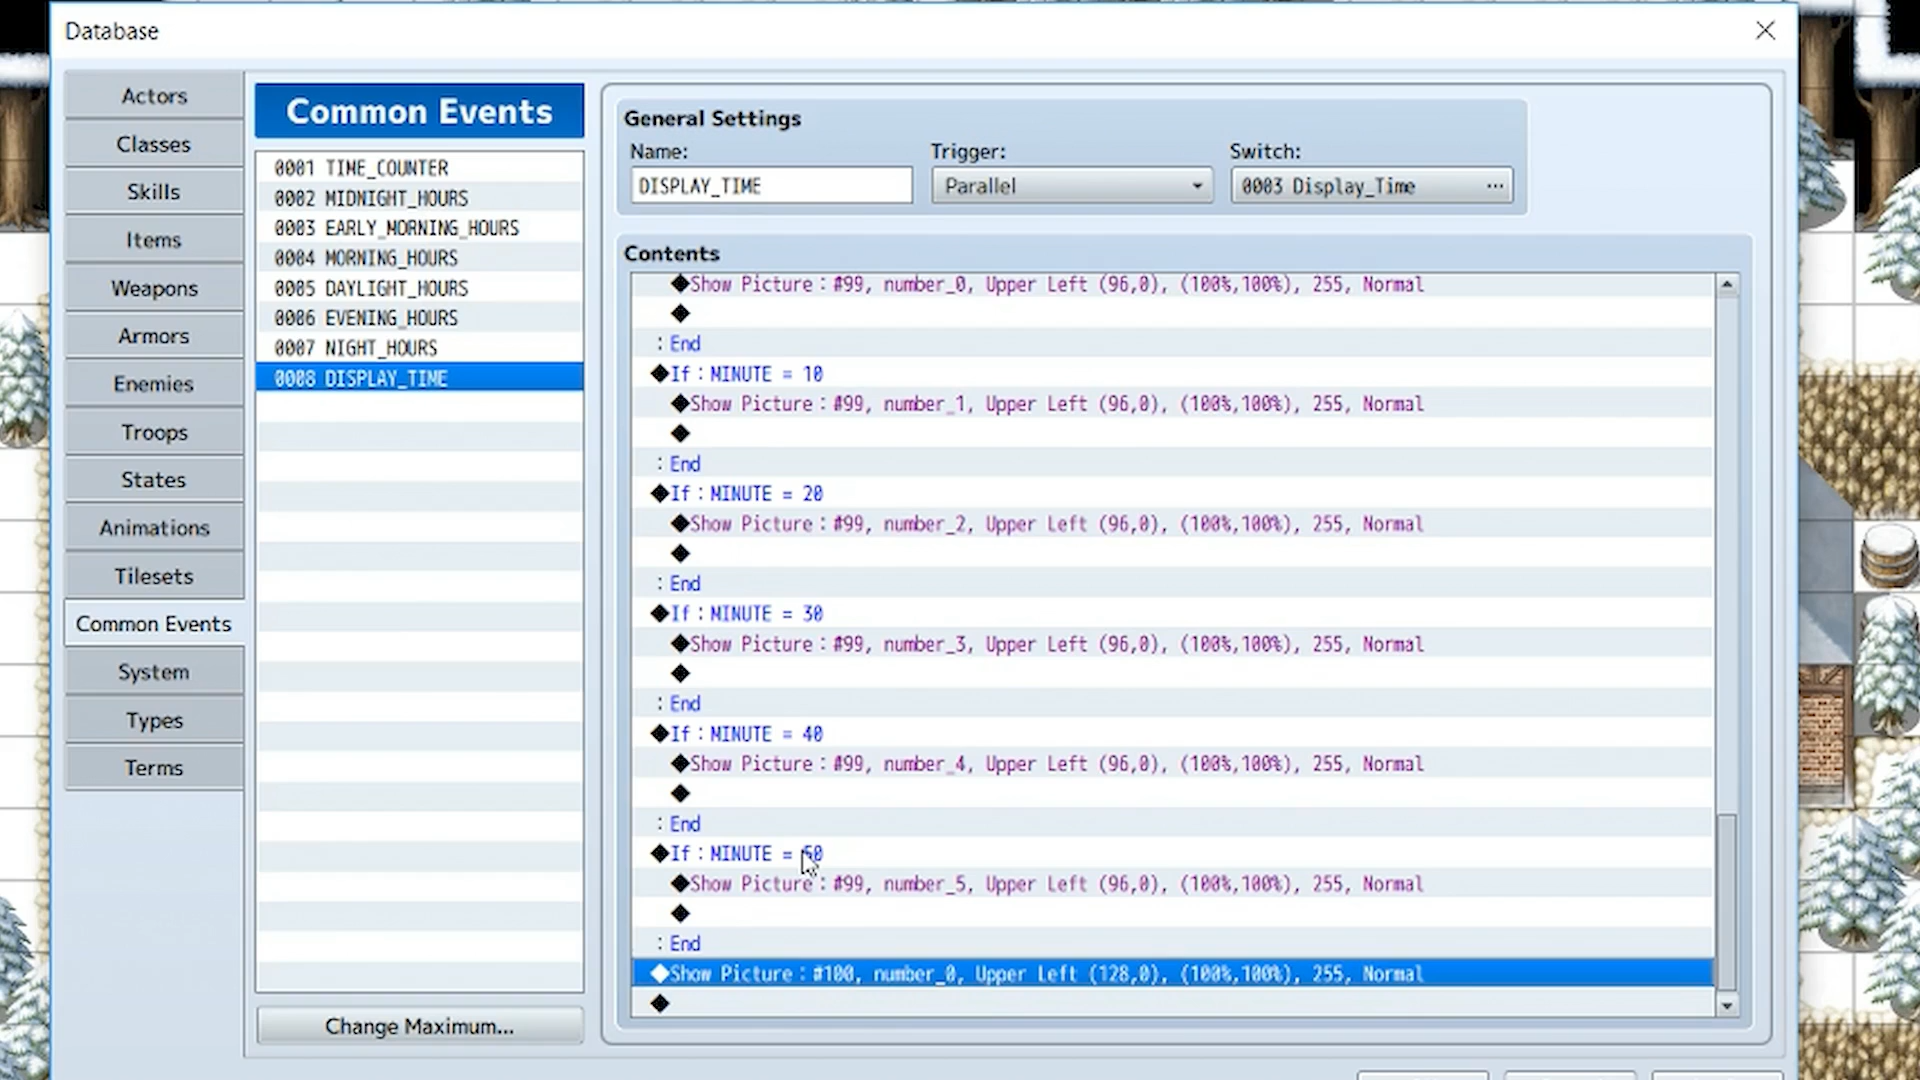 Database
Actors
Classes
Skills
Items
Weapons
Armors
Enemies
Troops
States
Animations
Tilesets
Common Events
System
Types
Terms
Common Events
0001 TIME_COUNTER
0002 MIDNIGHT_HOURS
0003 EARLY_MORNING_HOURS
0004 MORNING_HOURS
0005 DAYLIGHT_HOURS
0006 EVENING_HOURS
0007 NIGHT_HOURS
0008 DISPLAY_TIME
Change Maximum...
General Settings
Name: Trigger: Switch:
DISPLAY_TIME Parallel 0003 Display_Time ...
Contents
◆Show Picture : #99, number_0, Upper Left (96,0), (100%,100%), 255, Normal
◆
: End
◆If : MINUTE = 10
◆Show Picture : #99, number_1, Upper Left (96,0), (100%,100%), 255, Normal
◆
: End
◆If : MINUTE = 20
◆Show Picture : #99, number_2, Upper Left (96,0), (100%,100%), 255, Normal
◆
: End
◆If : MINUTE = 30
◆Show Picture : #99, number_3, Upper Left (96,0), (100%,100%), 255, Normal
◆
: End
◆If : MINUTE = 40
◆Show Picture : #99, number_4, Upper Left (96,0), (100%,100%), 255, Normal
◆
: End
◆If : MINUTE = 50
◆Show Picture : #99, number_5, Upper Left (96,0), (100%,100%), 255, Normal
◆
: End
◆Show Picture : #100, number_0, Upper Left (128,0), (100%,100%), 255, Normal
◆